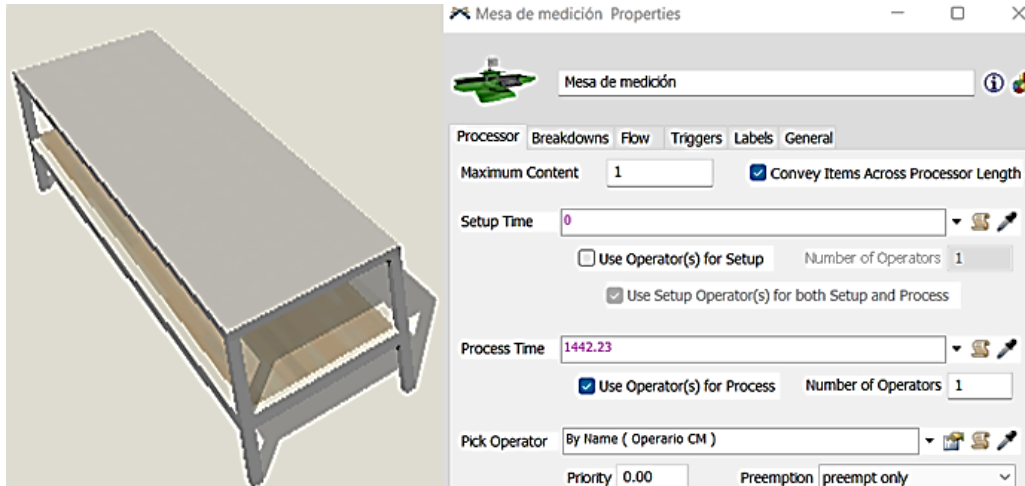 Mesa de medición Properties
Mesa de medición
Processor Breakdowns Flow Triggers Labels General
Maximum Content 1 Convey Items Across Processor Length
Setup Time 0
Use Operator(s) for Setup Number of Operators 1
Use Setup Operator(s) for both Setup and Process
Process Time 1442.23
Use Operator(s) for Process Number of Operators 1
Pick Operator By Name ( Operario CM )
Priority 0.00 Preemption preempt only